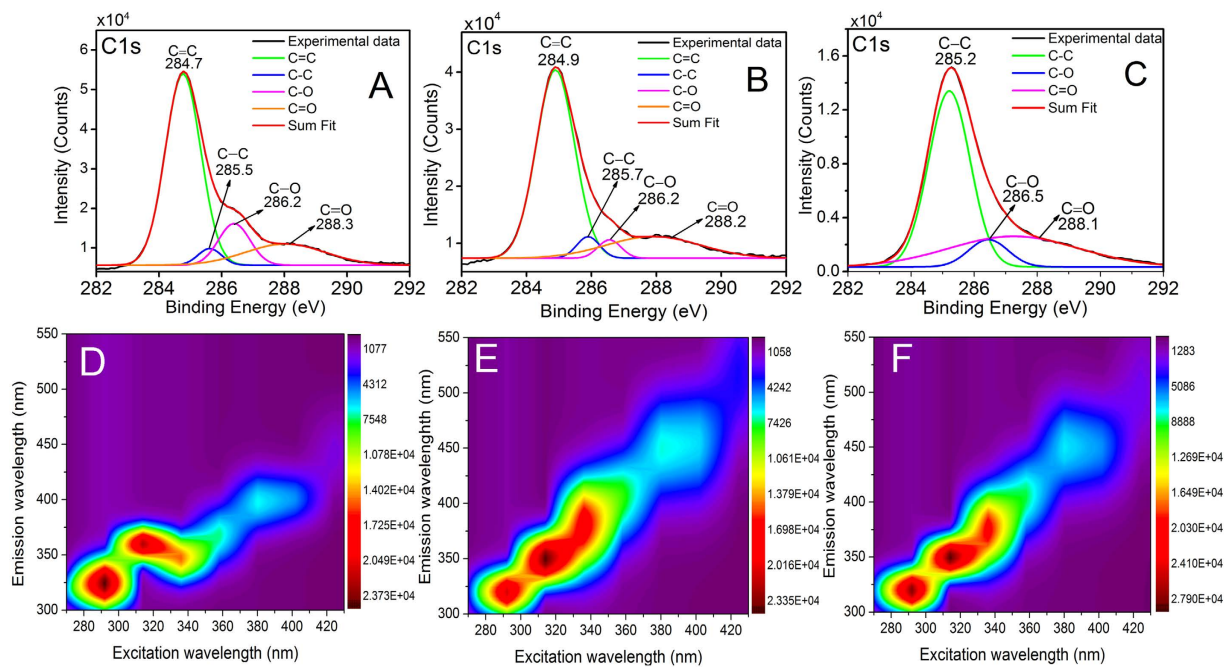 x10⁴
C1s
C=C
284.7
Experimental data
C=C
C-C
C-O
C=O
Sum Fit
A
C–C
285.5
C–O
286.2
C=O
288.3
6
5
4
3
2
1
Intensity (Counts)
282 284 286 288 290 292
Binding Energy (eV)
x10⁴
C1s
C=C
284.9
Experimental data
C=C
C-C
C-O
C=O
Sum Fit
B
C–C
285.7
C–O
286.2
C=O
288.2
4
3
2
1
Intensity (Counts)
282 284 286 288 290 292
Binding Energy (eV)
x10⁴
C1s
C–C
285.2
Experimental data
C-C
C-O
C=O
Sum Fit
C
C–O
286.5
C=O
288.1
1.8
1.4
1.0
0.4
0.0
Intensity (Counts)
282 284 286 288 290 292
Binding Energy (eV)
D
550
500
450
400
350
300
Emission wavelength (nm)
280 300 320 340 360 380 400 420
Excitation wavelength (nm)
1077
4312
7548
1.078E+04
1.402E+04
1.725E+04
2.049E+04
2.373E+04
E
550
500
450
400
350
300
Emission wavelenght (nm)
280 300 320 340 360 380 400 420
Excitation wavelength (nm)
1058
4242
7426
1.061E+04
1.379E+04
1.698E+04
2.016E+04
2.335E+04
F
550
500
450
400
350
300
Emission wavelength (nm)
280 300 320 340 360 380 400 420
Excitation wavelength (nm)
1283
5086
8888
1.269E+04
1.649E+04
2.030E+04
2.410E+04
2.790E+04